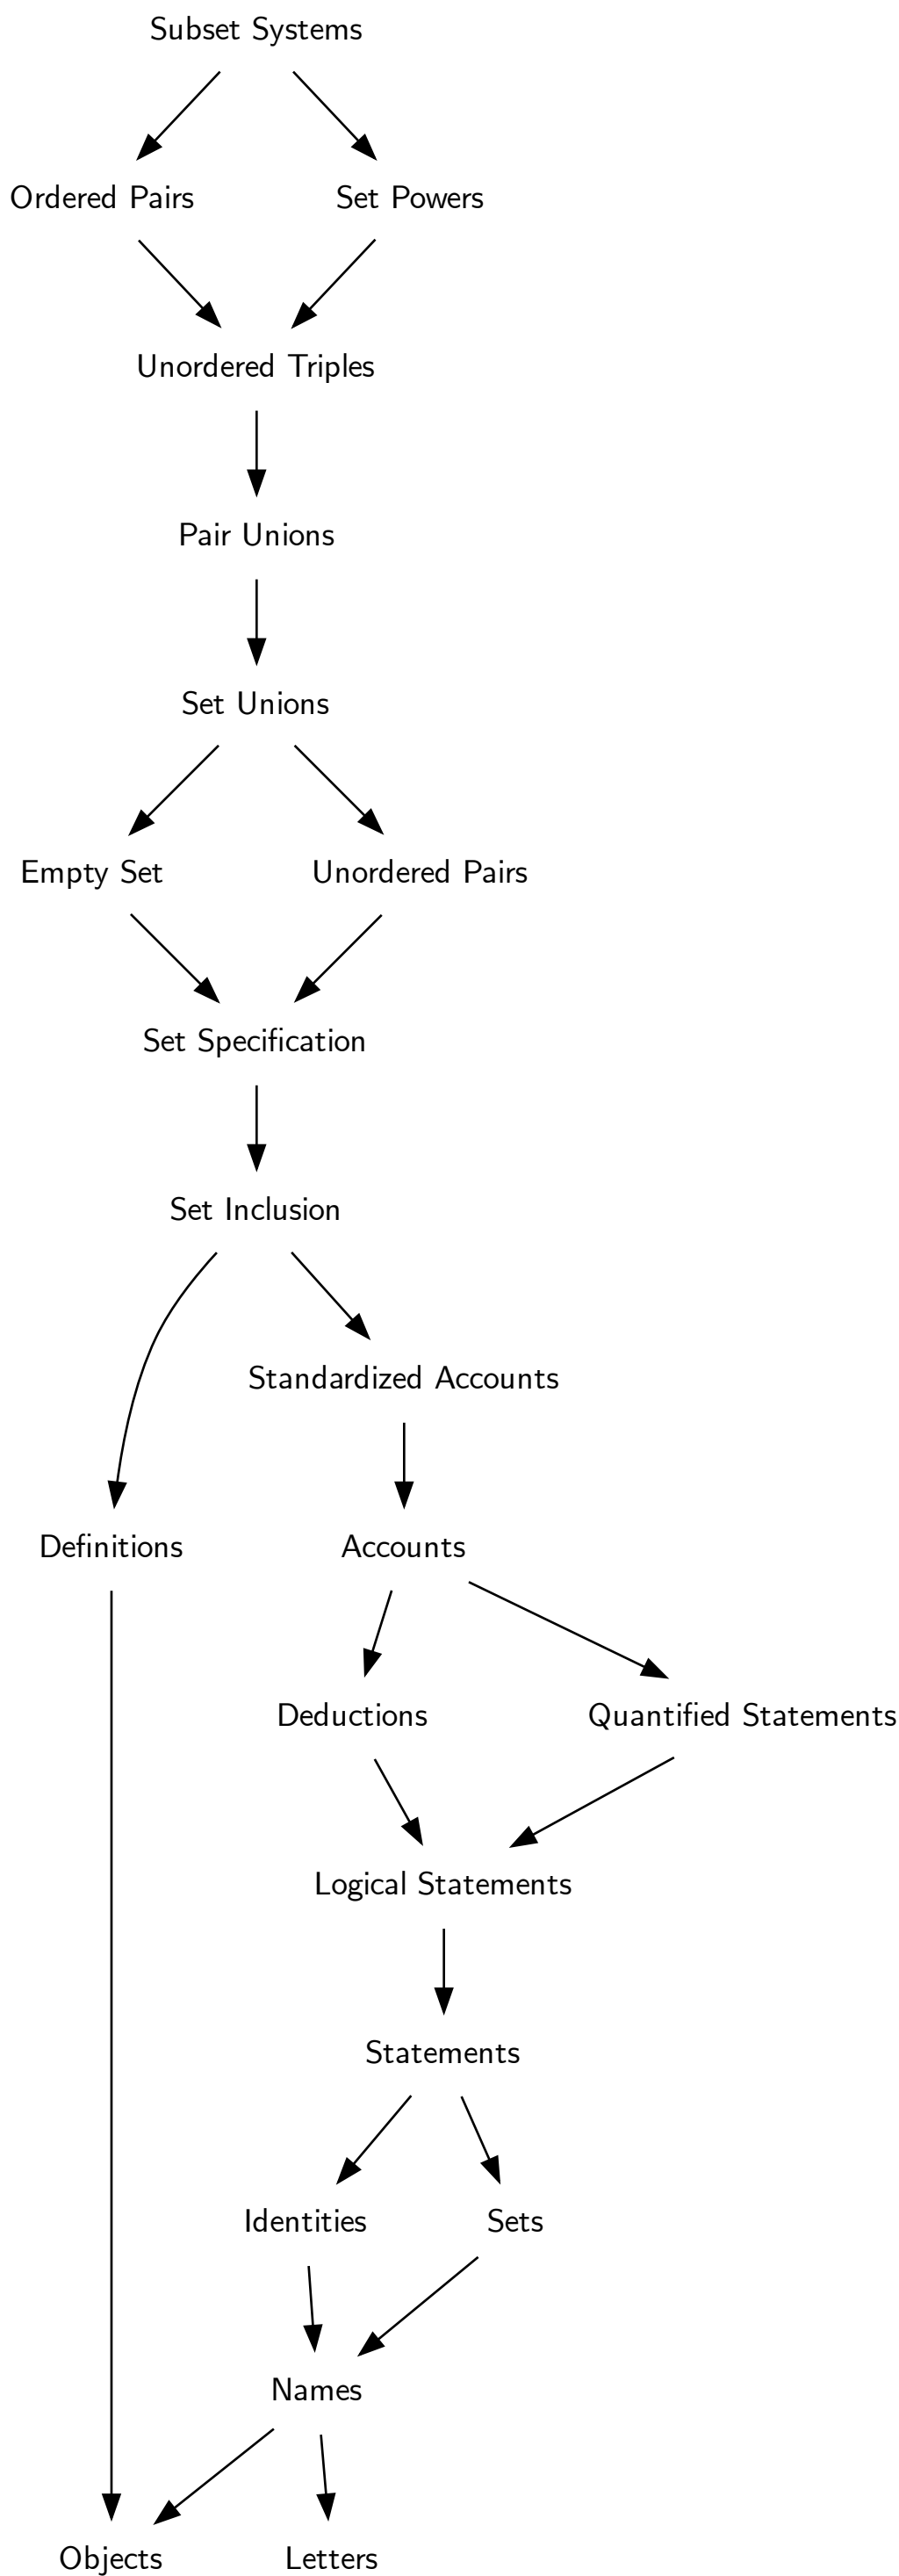 Subset Systems
Ordered Pairs
Set Powers
Unordered Triples
Pair Unions
Set Unions
Empty Set
Unordered Pairs
Set Specification
Set Inclusion
Standardized Accounts
Definitions
Accounts
Deductions
Quantified Statements
Logical Statements
Statements
Identities
Sets
Names
Objects
Letters